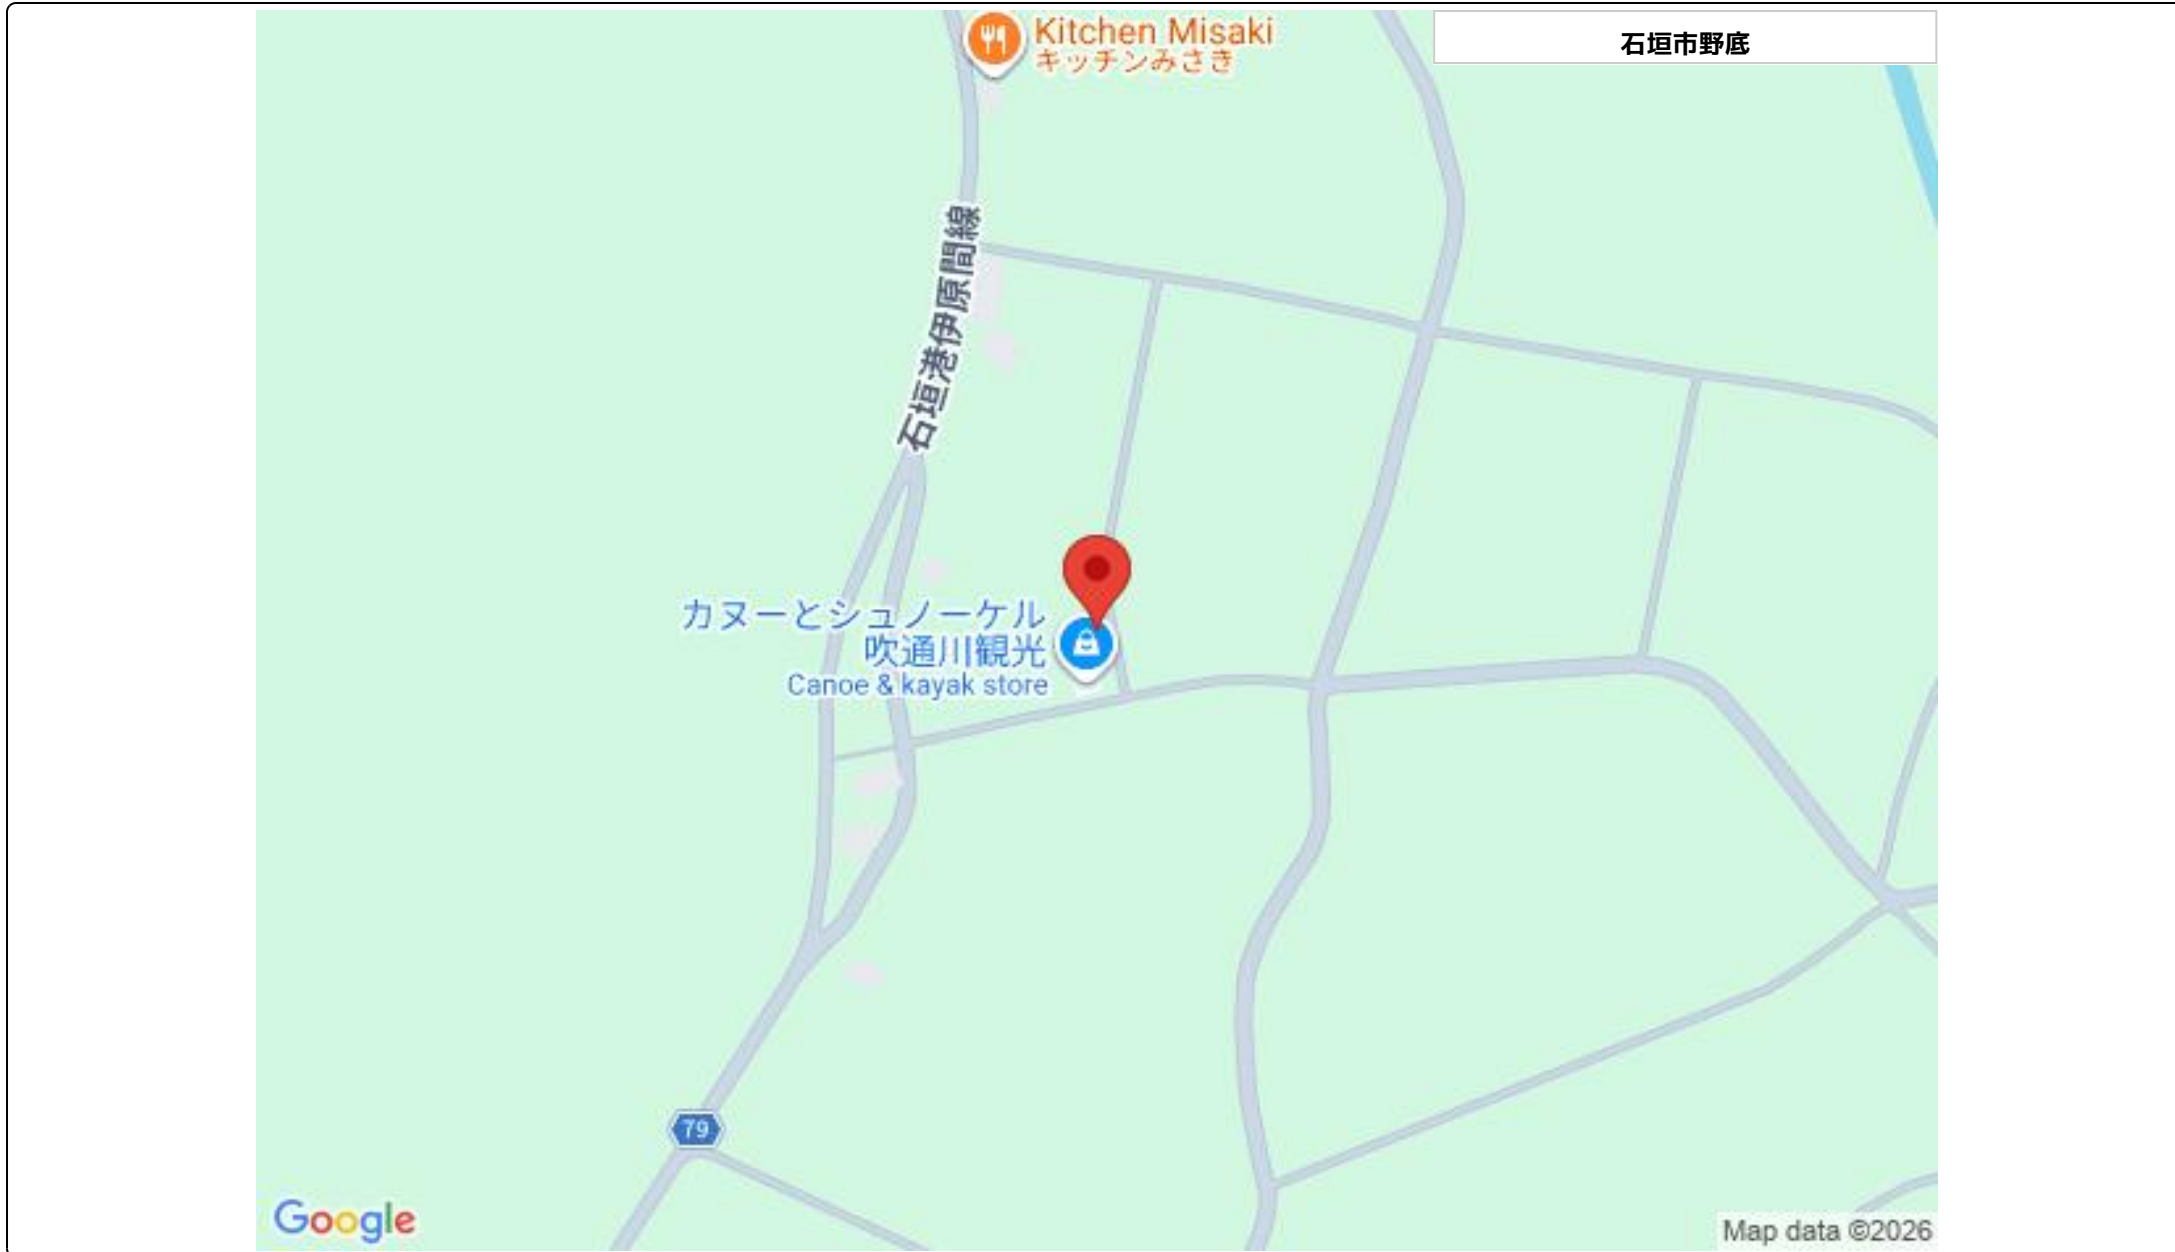 Kitchen Misaki
キッチンみさき
石垣市野底
石垣港伊原間線
カヌーとシュノーケル
吹通川観光
Canoe & kayak store
79
Google
Map data ©2026